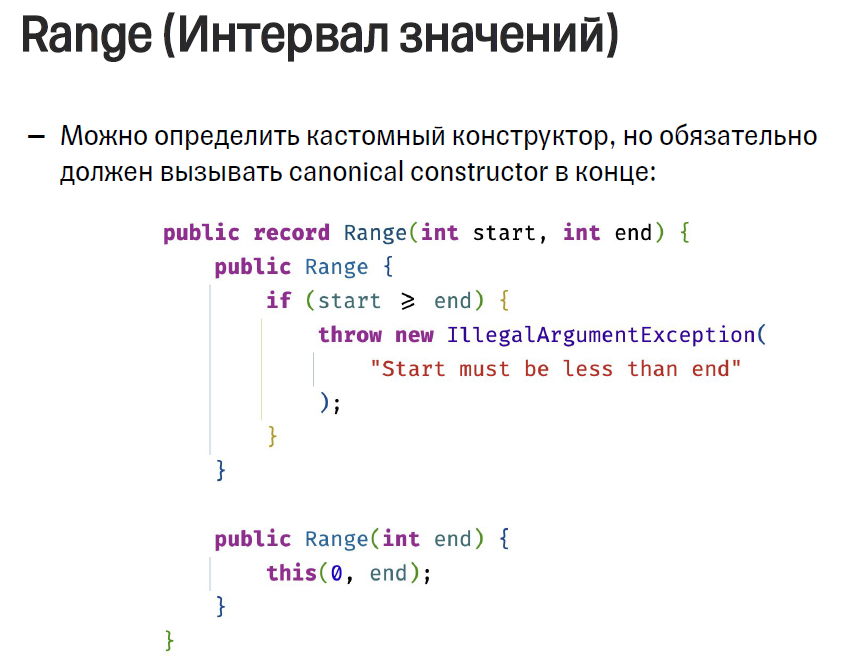 Range (Интервал значений)
– Можно определить кастомный конструктор, но обязательно
должен вызывать canonical constructor в конце:
public record Range(int start, int end) {
public Range {
if (start ⩾ end) {
throw new IllegalArgumentException(
"Start must be less than end"
);
}
}
public Range(int end) {
this(0, end);
}
}